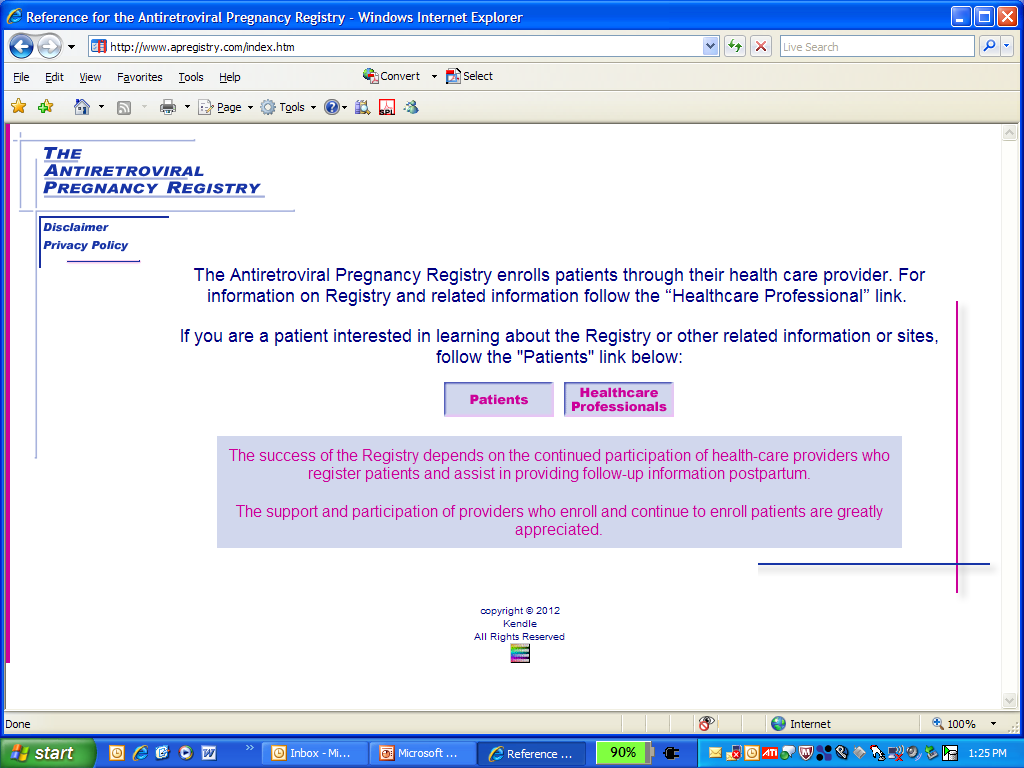 Reference for the Antiretroviral Pregnancy Registry - Windows Internet Explorer
http://www.apregistry.com/index.htm
Live Search
File Edit View Favorites Tools Help
Convert Select
Page Tools
THE
ANTIRETROVIRAL
PREGNANCY REGISTRY
Disclaimer
Privacy Policy
The Antiretroviral Pregnancy Registry enrolls patients through their health care provider. For
information on Registry and related information follow the “Healthcare Professional” link.
If you are a patient interested in learning about the Registry or other related information or sites,
follow the "Patients" link below:
Patients
Healthcare
Professionals
The success of the Registry depends on the continued participation of health-care providers who
register patients and assist in providing follow-up information postpartum.
The support and participation of providers who enroll and continue to enroll patients are greatly
appreciated.
copyright © 2012
Kendle
All Rights Reserved
Done
Internet
100%
start
Inbox - Mi...
Microsoft ...
Reference ...
90%
1:25 PM